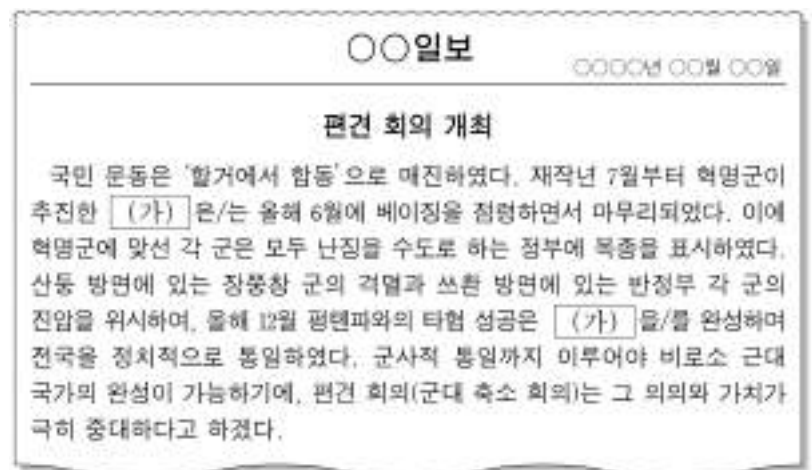 ○○일보
○○○○년 ○○월 ○○일
편견 회의 개최
국민 운동은 '할거에서 합동'으로 매진하였다. 재작년 7월부터 혁명군이
추진한 (가) 은/는 올해 6월에 베이징을 점령하면서 마무리되었다. 이에
혁명군에 맞선 각 군은 모두 난징을 수도로 하는 정부에 복종을 표시하였다.
산둥 방면에 있는 장쭝창 군의 격멸과 쓰촨 방면에 있는 반정부 각 군의
진압을 위시하여, 올해 12월 펑톈파와의 타협 성공은 (가) 을/를 완성하며
전국을 정치적으로 통일하였다. 군사적 통일까지 이루어야 비로소 근대
국가의 완성이 가능하기에, 편견 회의(군대 축소 회의)는 그 의의와 가치가
극히 중대하다고 하겠다.